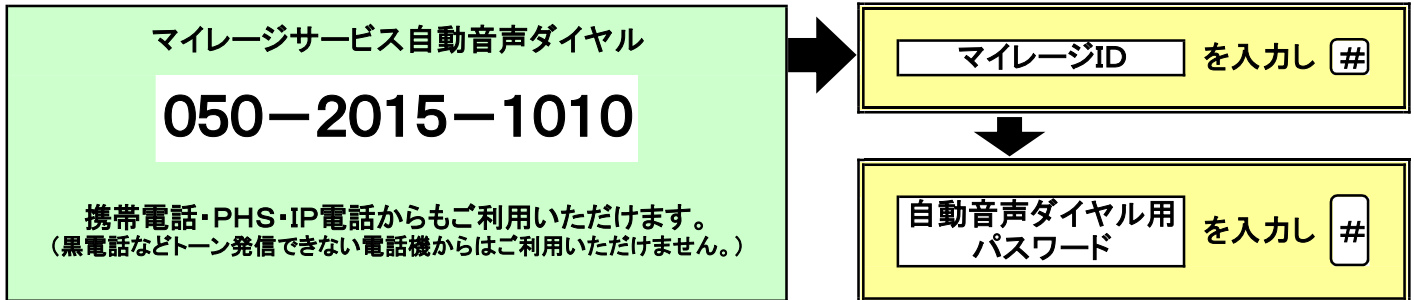 マイレージサービス自動音声ダイヤル
050－2015－1010
携帯電話・PHS・IP電話からもご利用いただけます。
（黒電話などトーン発信できない電話機からはご利用いただけません。）
マイレージID を入力し #
自動音声ダイヤル用
パスワード を入力し #